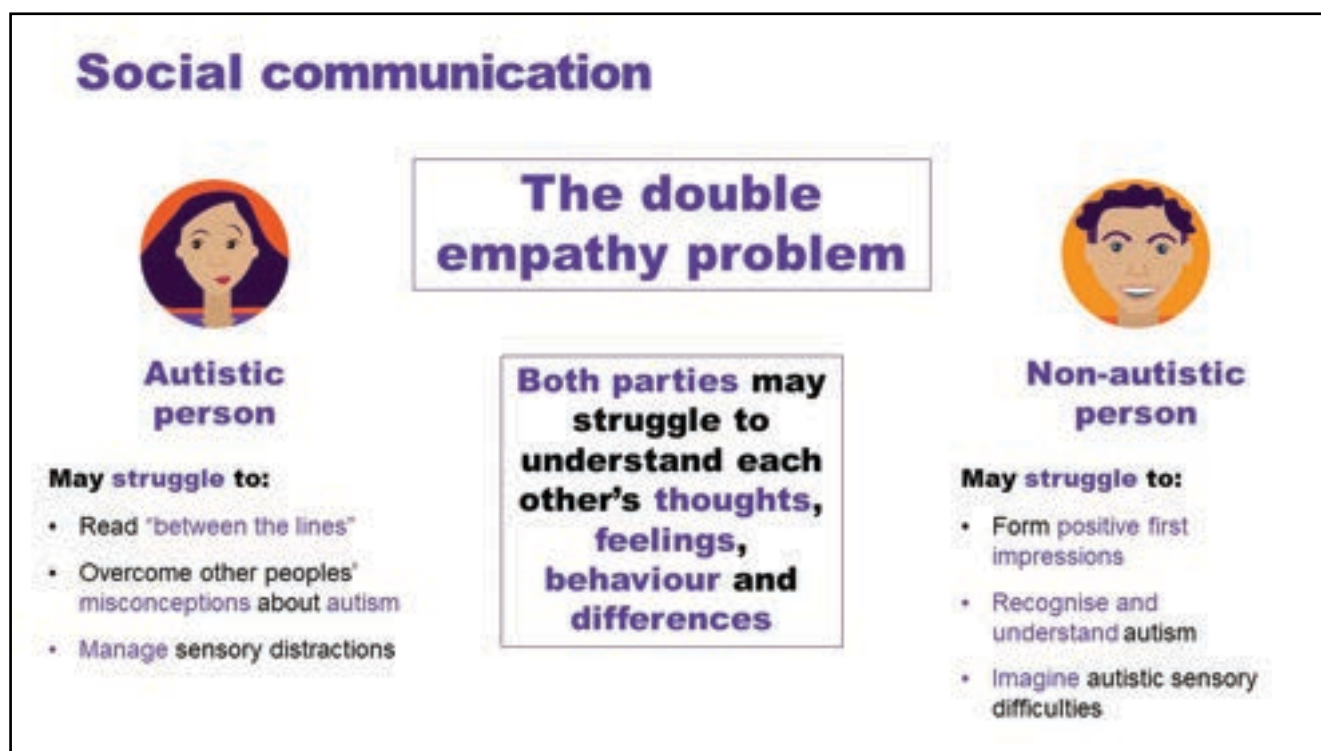 Social communication
The double
empathy problem
Autistic
person
May struggle to:
• Read “between the lines”
• Overcome other peoples’
misconceptions about autism
• Manage sensory distractions
Both parties may
struggle to
understand each
other’s thoughts,
feelings,
behaviour and
differences
Non-autistic
person
May struggle to:
• Form positive first
impressions
• Recognise and
understand autism
• Imagine autistic sensory
difficulties